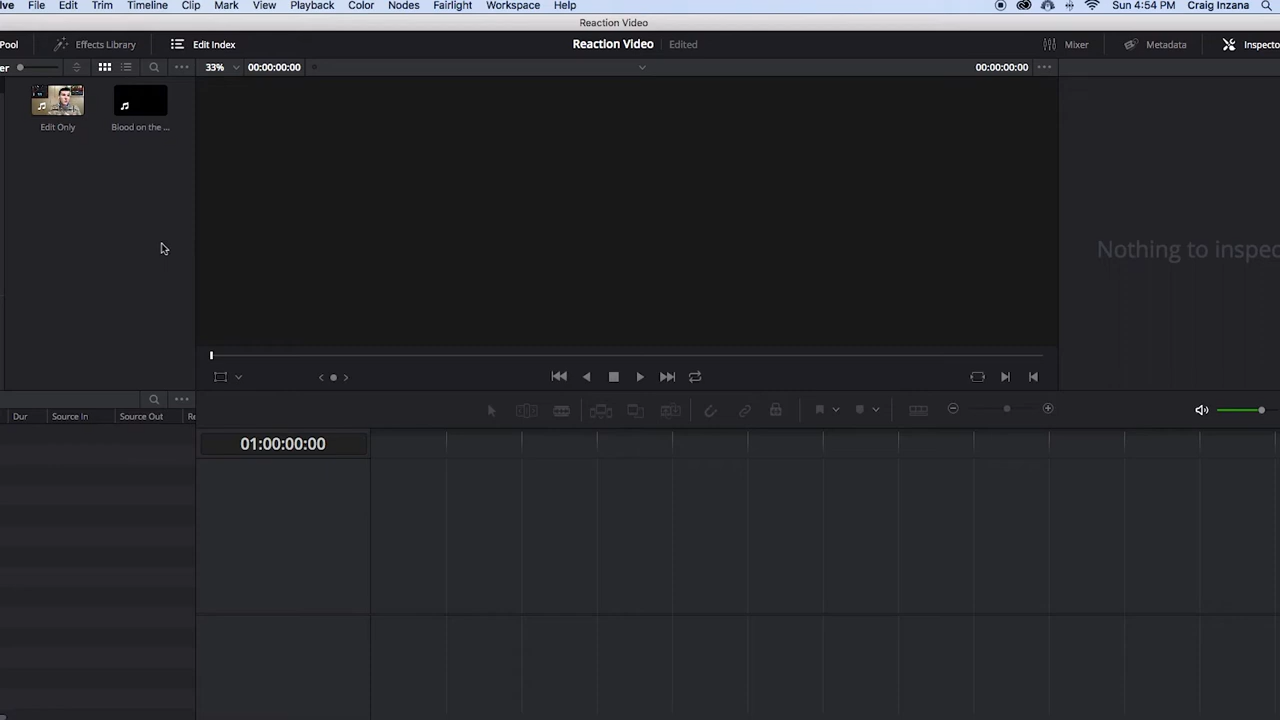 lve File Edit Trim Timeline Clip Mark View Playback Color Nodes Fairlight Workspace Help Sun 4:54 PM Craig Inzana
Reaction Video
Pool Effects Library Edit Index Reaction Video Edited Mixer Metadata Inspecto
er 33% 00:00:00:00 00:00:00:00
Edit Only Blood on the ...
Nothing to inspec
Dur Source In Source Out Re
01:00:00:00